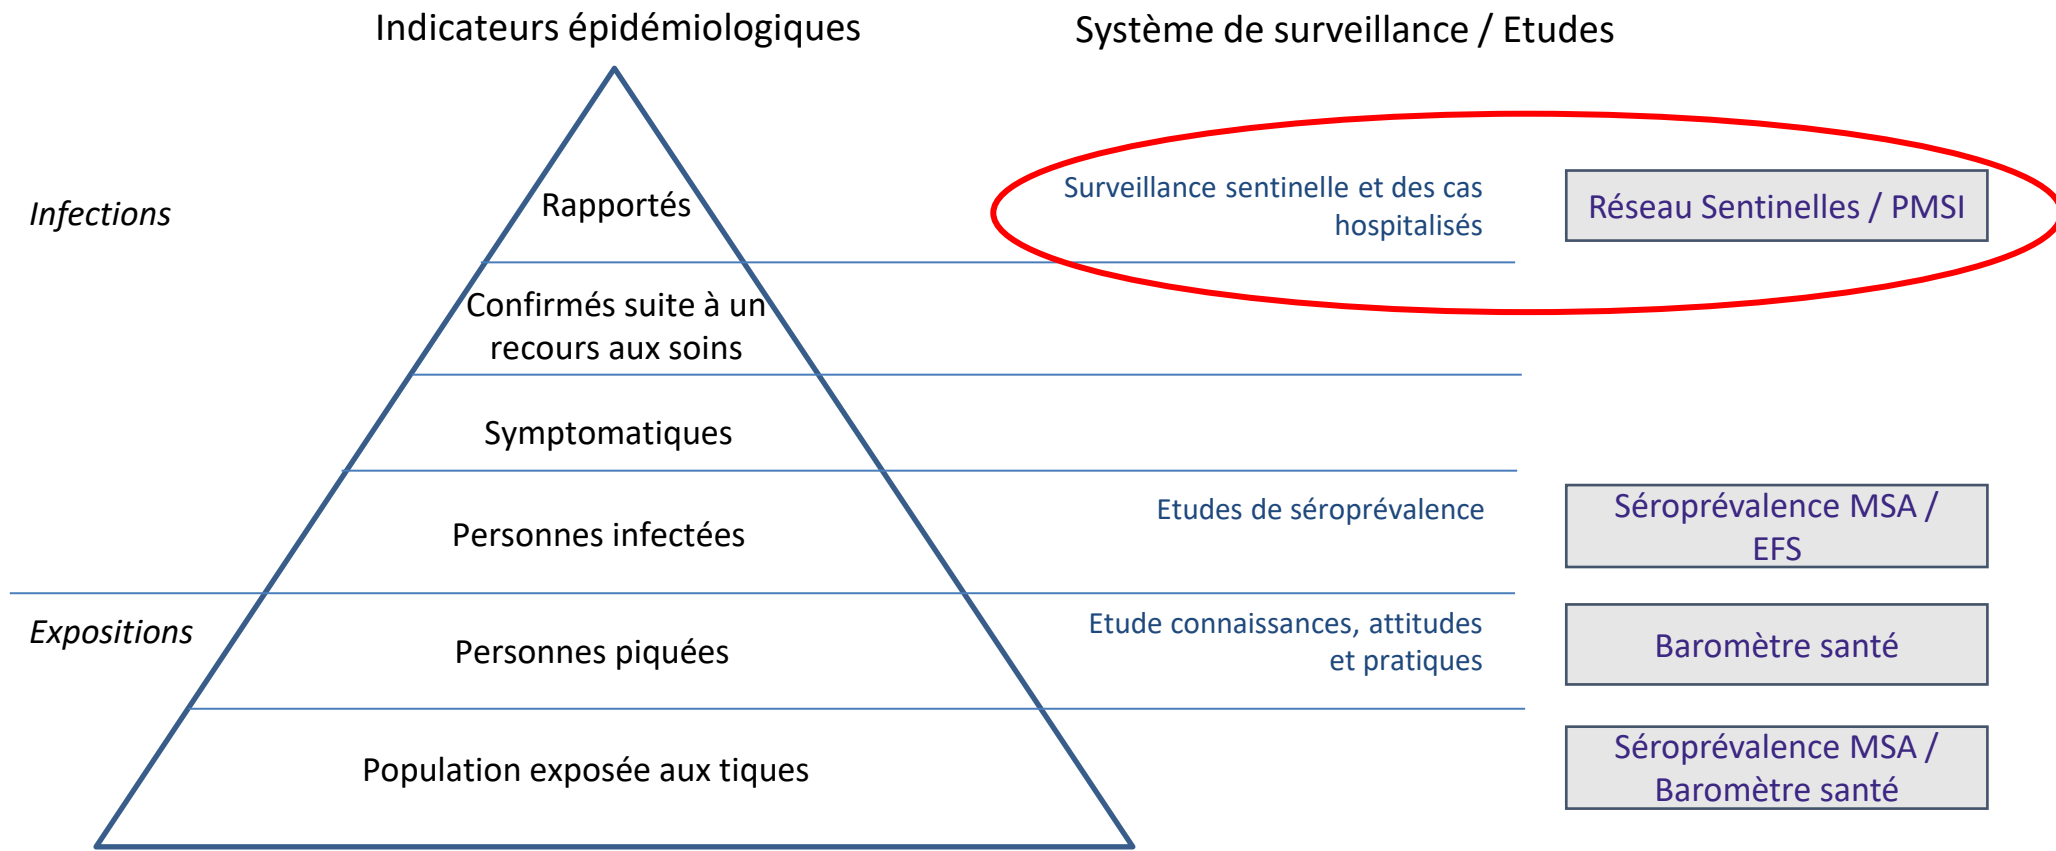 Indicateurs épidémiologiques
Système de surveillance / Etudes
Infections
Rapportés
Surveillance sentinelle et des cas
hospitalisés
Réseau Sentinelles / PMSI
Confirmés suite à un
recours aux soins
Symptomatiques
Personnes infectées
Etudes de séroprévalence
Séroprévalence MSA /
EFS
Expositions
Personnes piquées
Etude connaissances, attitudes
et pratiques
Baromètre santé
Population exposée aux tiques
Séroprévalence MSA /
Baromètre santé